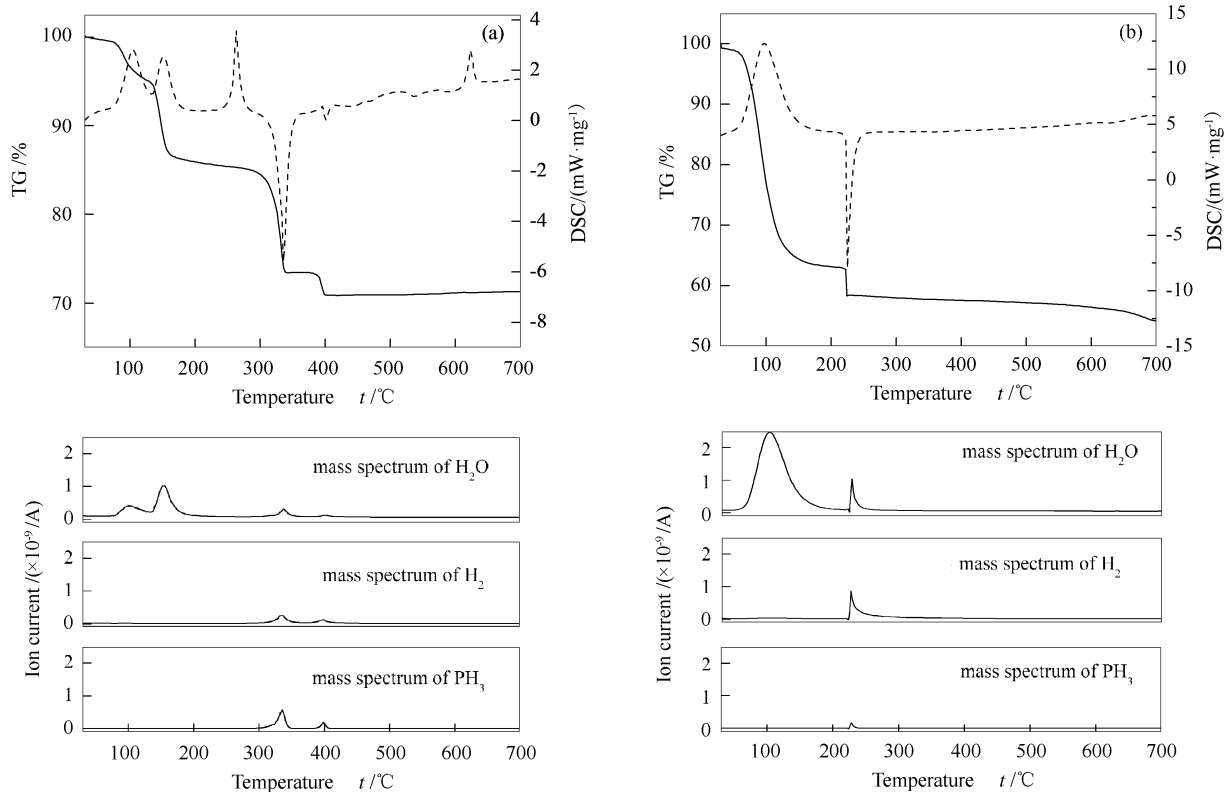 (a)
TG /%
100
90
80
70
DSC/(mW·mg⁻¹)
4
2
0
-2
-4
-6
-8
100 200 300 400 500 600 700
Temperature t /℃
(b)
TG /%
100
90
80
70
60
50
DSC/(mW·mg⁻¹)
15
10
5
0
-5
-10
-15
100 200 300 400 500 600 700
Temperature t /℃
Ion current /(×10⁻⁹ /A)
2
1
0
mass spectrum of H₂O
2
1
0
mass spectrum of H₂
2
1
0
mass spectrum of PH₃
100 200 300 400 500 600 700
Temperature t /℃
Ion current /(×10⁻⁹ /A)
2
1
0
mass spectrum of H₂O
2
1
0
mass spectrum of H₂
2
1
0
mass spectrum of PH₃
100 200 300 400 500 600 700
Temperature t /℃